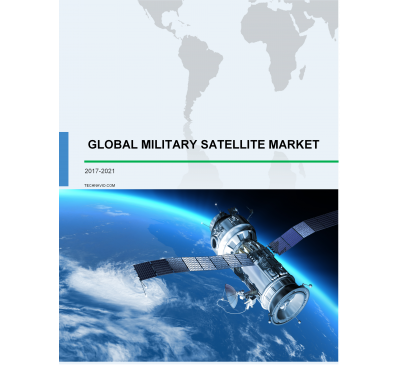 GLOBAL MILITARY SATELLITE MARKET
2017-2021
TECHNAVIO.COM